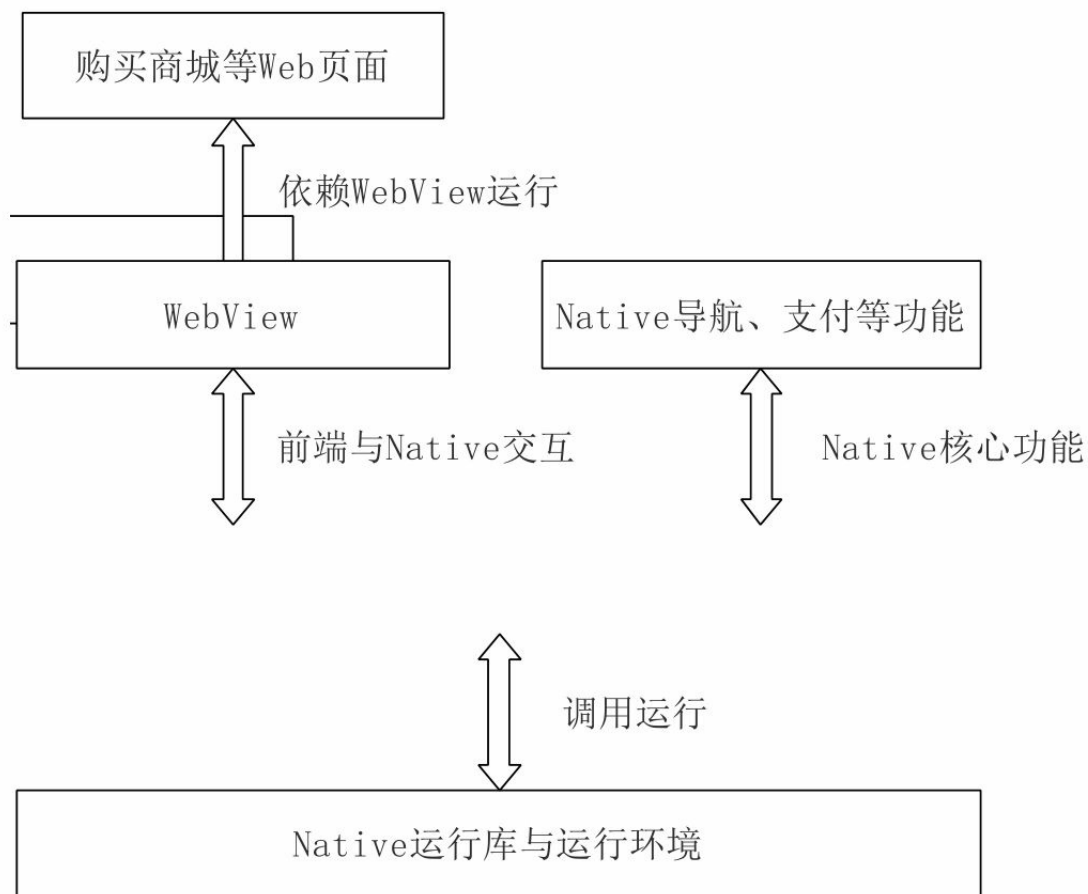 购买商城等Web页面
依赖WebView运行
WebView
Native导航、支付等功能
前端与Native交互
Native核心功能
调用运行
Native运行库与运行环境